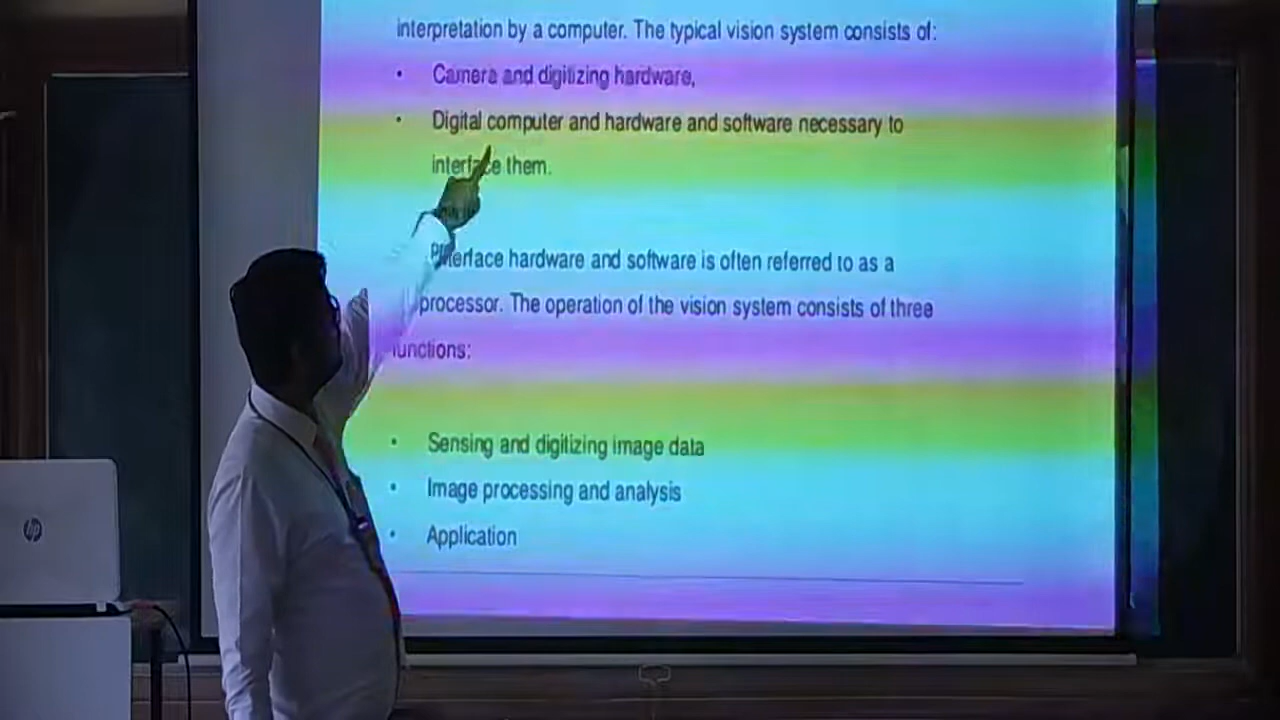 interpretation by a computer. The typical vision system consists of:
• Camera and digitizing hardware,
• Digital computer and hardware and software necessary to
interface them.
hardware and software is often referred to as a
processor. The operation of the vision system consists of three
functions:
• Sensing and digitizing image data
• Image processing and analysis
• Application
hp